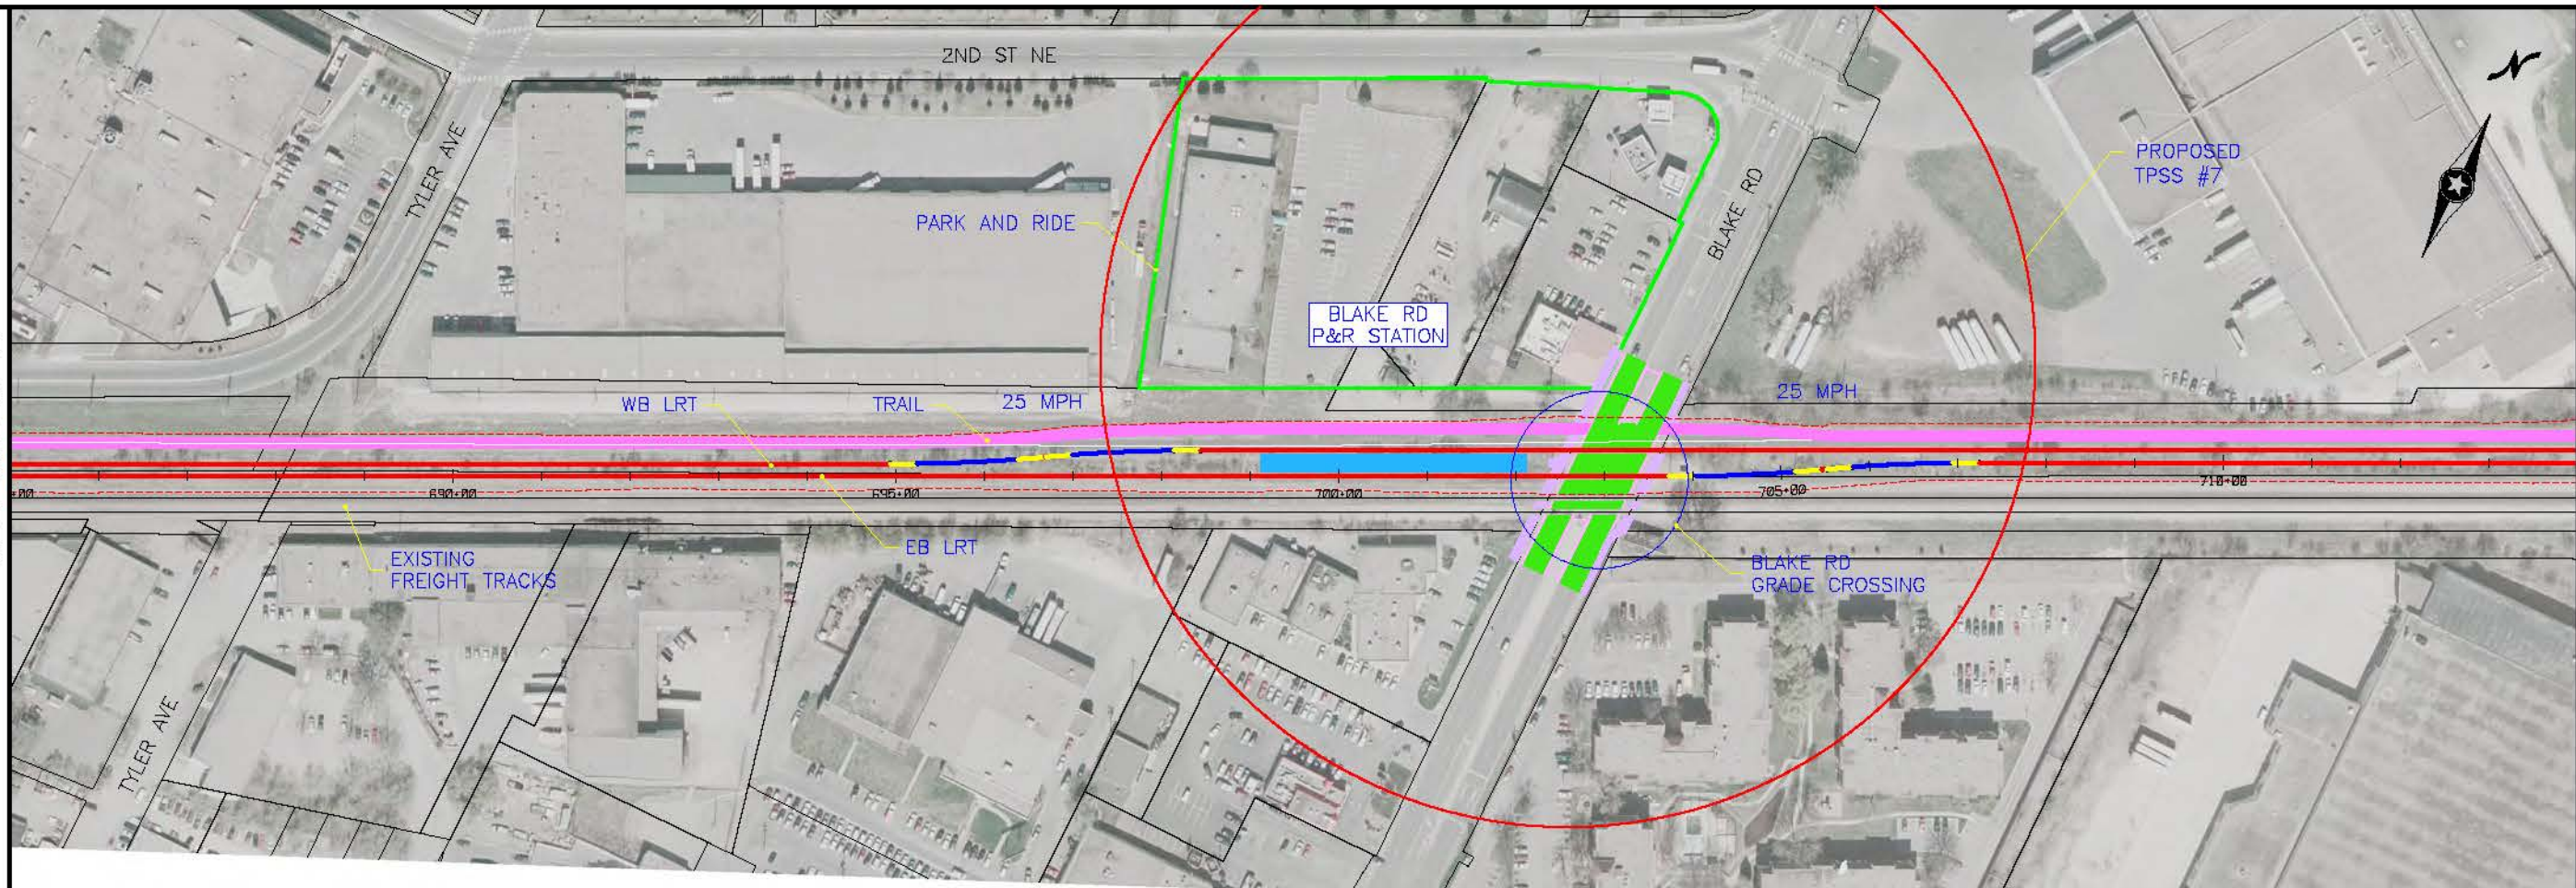 2ND ST NE
N
TYLER AVE
BLAKE RD
PROPOSED
TPSS #7
PARK AND RIDE
BLAKE RD
P&R STATION
WB LRT
TRAIL
25 MPH
25 MPH
+00
690+00
695+00
700+00
705+00
710+00
EXISTING
FREIGHT TRACKS
EB LRT
BLAKE RD
GRADE CROSSING
TYLER AVE